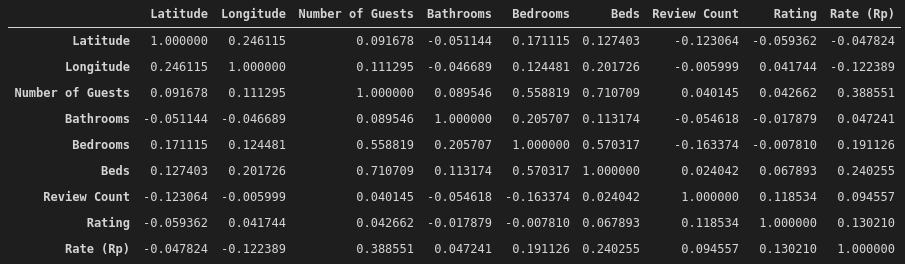 Latitude Longitude Number of Guests Bathrooms Bedrooms Beds Review Count Rating Rate (Rp)
Latitude 1.000000 0.246115 0.091678 -0.051144 0.171115 0.127403 -0.123064 -0.059362 -0.047824
Longitude 0.246115 1.000000 0.111295 -0.046689 0.124481 0.201726 -0.005999 0.041744 -0.122389
Number of Guests 0.091678 0.111295 1.000000 0.089546 0.558819 0.710709 0.040145 0.042662 0.388551
Bathrooms -0.051144 -0.046689 0.089546 1.000000 0.205707 0.113174 -0.054618 -0.017879 0.047241
Bedrooms 0.171115 0.124481 0.558819 0.205707 1.000000 0.570317 -0.163374 -0.007810 0.191126
Beds 0.127403 0.201726 0.710709 0.113174 0.570317 1.000000 0.024042 0.067893 0.240255
Review Count -0.123064 -0.005999 0.040145 -0.054618 -0.163374 0.024042 1.000000 0.118534 0.094557
Rating -0.059362 0.041744 0.042662 -0.017879 -0.007810 0.067893 0.118534 1.000000 0.130210
Rate (Rp) -0.047824 -0.122389 0.388551 0.047241 0.191126 0.240255 0.094557 0.130210 1.000000